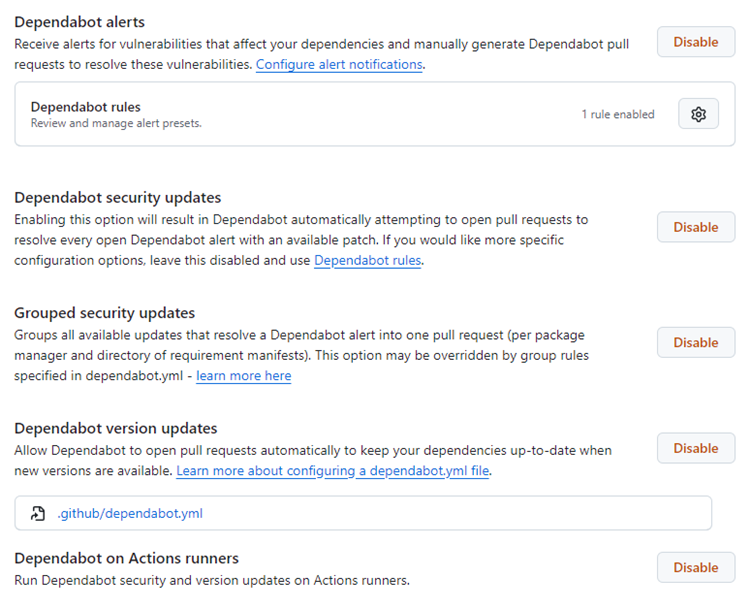 Dependabot alerts
Receive alerts for vulnerabilities that affect your dependencies and manually generate Dependabot pull
requests to resolve these vulnerabilities. Configure alert notifications.
Disable
Dependabot rules
Review and manage alert presets.
1 rule enabled
Dependabot security updates
Enabling this option will result in Dependabot automatically attempting to open pull requests to
resolve every open Dependabot alert with an available patch. If you would like more specific
configuration options, leave this disabled and use Dependabot rules.
Disable
Grouped security updates
Groups all available updates that resolve a Dependabot alert into one pull request (per package
manager and directory of requirement manifests). This option may be overridden by group rules
specified in dependabot.yml - learn more here
Disable
Dependabot version updates
Allow Dependabot to open pull requests automatically to keep your dependencies up-to-date when
new versions are available. Learn more about configuring a dependabot.yml file.
Disable
.github/dependabot.yml
Dependabot on Actions runners
Run Dependabot security and version updates on Actions runners.
Disable